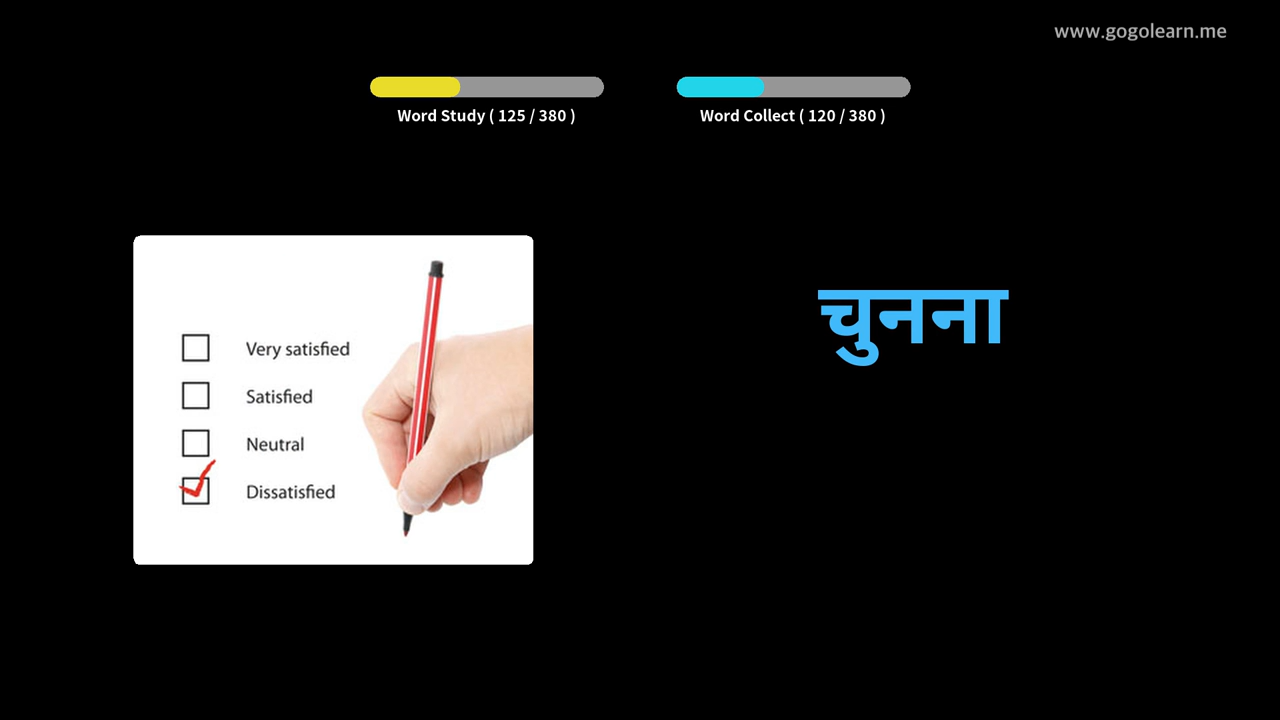 www.gogolearn.me
Word Study ( 125 / 380 )
Word Collect ( 120 / 380 )
Very satisfied
Satisfied
Neutral
Dissatisfied
चुनना